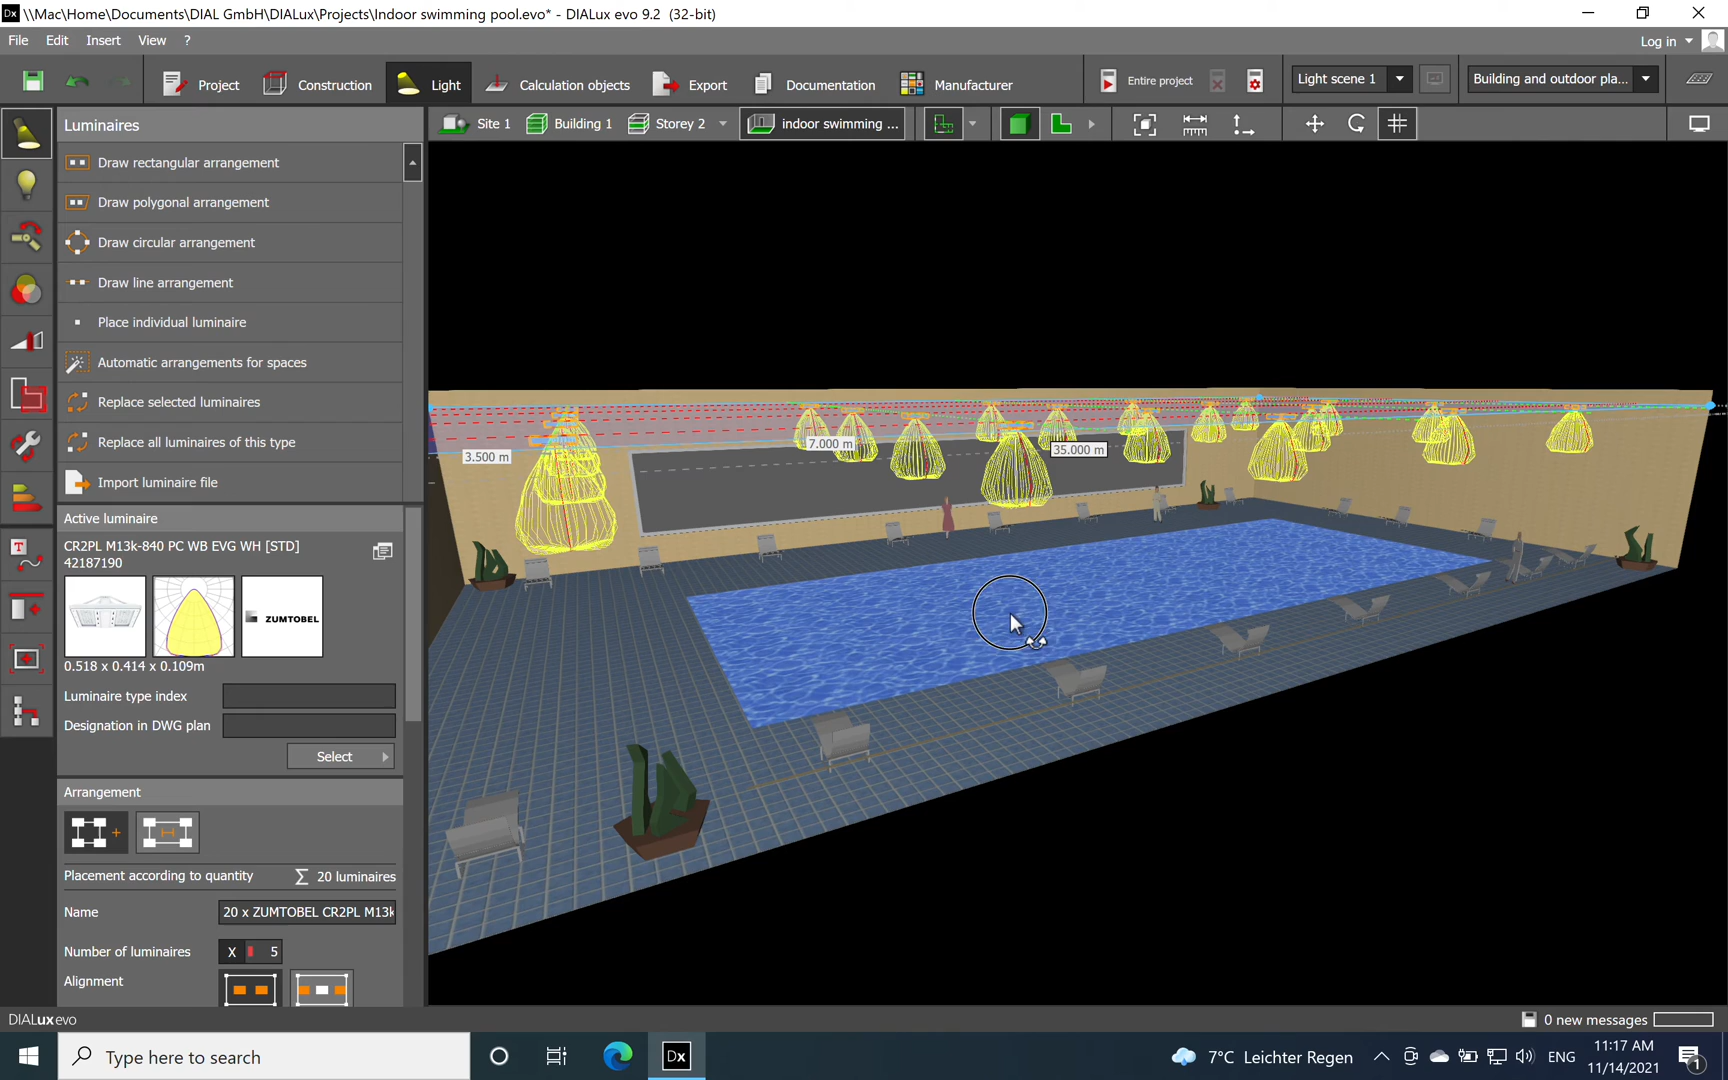 Dx \\Mac\Home\Documents\DIAL GmbH\DIALux\Projects\Indoor swimming pool.evo* - DIALux evo 9.2 (32-bit)
File Edit Insert View ? Log in
Project Construction Light Calculation objects Export Documentation Manufacturer Entire project Light scene 1 Building and outdoor pla...
Luminaires Site 1 Building 1 Storey 2 indoor swimming ...
Draw rectangular arrangement
Draw polygonal arrangement
Draw circular arrangement
Draw line arrangement
Place individual luminaire
Automatic arrangements for spaces
Replace selected luminaires
Replace all luminaires of this type
Import luminaire file
3.500 m 7.000 m 35.000 m
Active luminaire
CR2PL M13k-840 PC WB EVG WH [STD]
42187190
ZUMTOBEL
0.518 x 0.414 x 0.109m
Luminaire type index
Designation in DWG plan
Select
Arrangement
Placement according to quantity Σ 20 luminaires
Name 20 x ZUMTOBEL CR2PL M13k
Number of luminaires X 5
Alignment
DIALux evo 0 new messages
Type here to search Dx 7°C Leichter Regen ENG 11:17 AM
11/14/2021 1